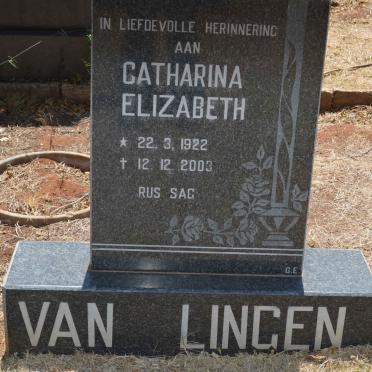 IN LIEFDEVOLLE HERINNERING
AAN
CATHARINA
ELIZABETH
★ 22. 3. 1922
✝ 12. 12. 2003
RUS SAG
G.E.
VAN LINGEN